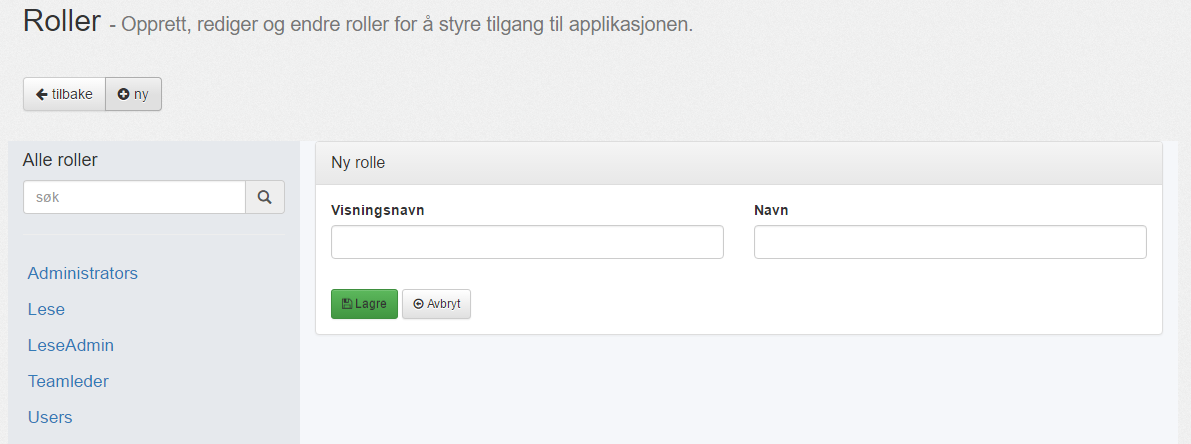 Roller - Opprett, rediger og endre roller for å styre tilgang til applikasjonen.
tilbake ny
Alle roller
søk
Administrators
Lese
LeseAdmin
Teamleder
Users
Ny rolle
Visningsnavn Navn
Lagre Avbryt